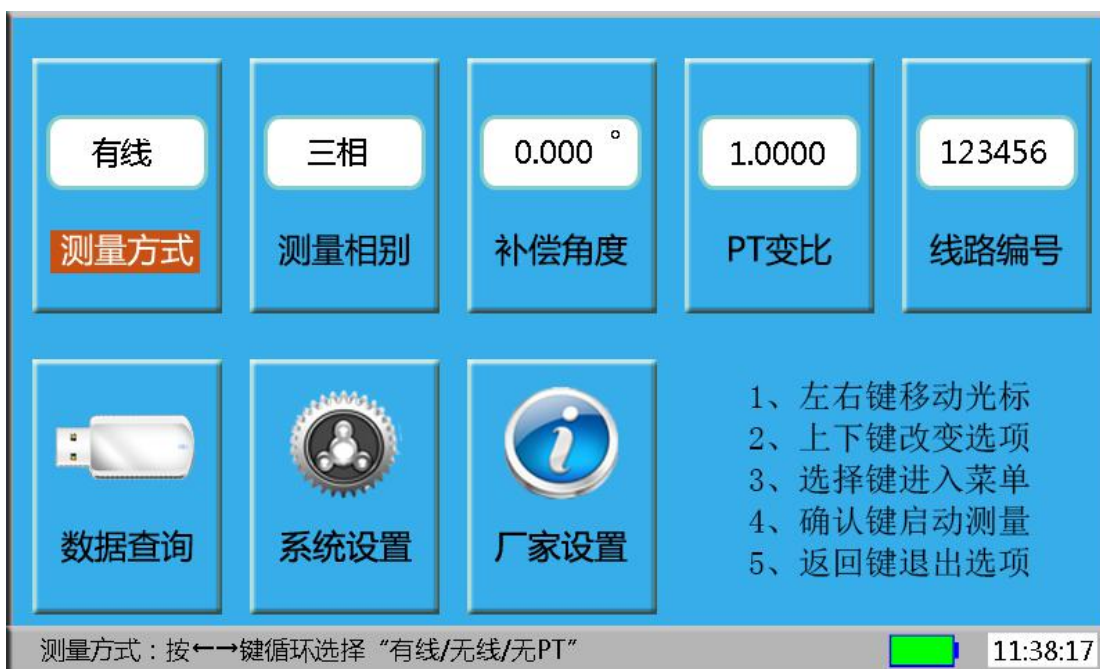 有线
三相
0.000 °
1.0000
123456
测量方式
测量相别
补偿角度
PT变比
线路编号
数据查询
系统设置
厂家设置
1、左右键移动光标
2、上下键改变选项
3、选择键进入菜单
4、确认键启动测量
5、返回键退出选项
测量方式：按←→键循环选择“有线/无线/无PT”
11:38:17